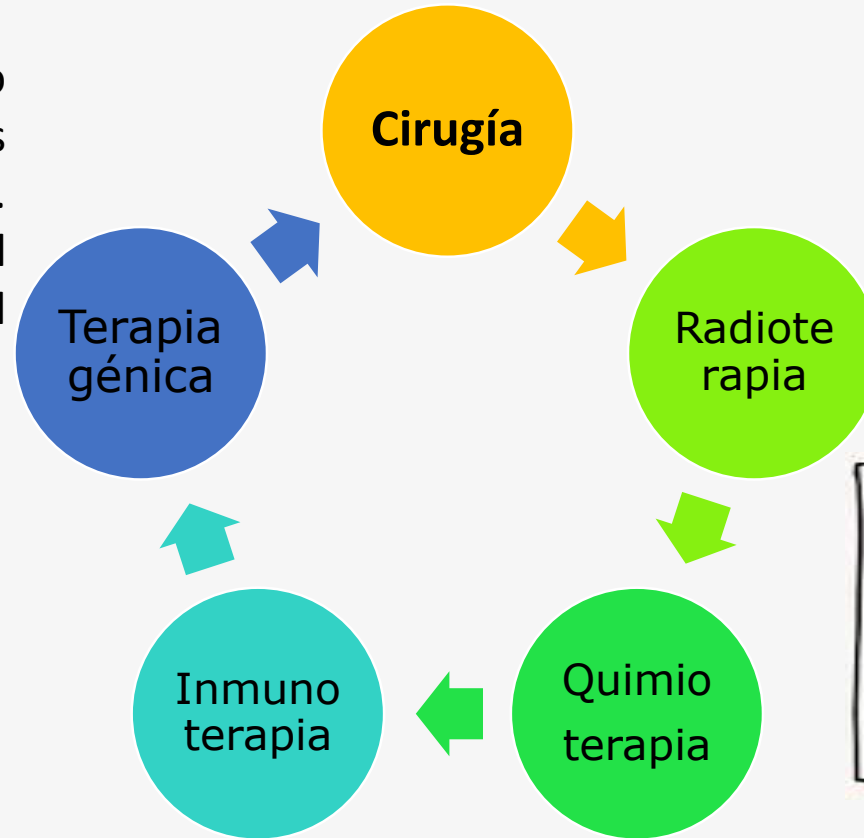 Cirugía
Radiote
rapia
Quimio
terapia
Inmuno
terapia
Terapia
génica